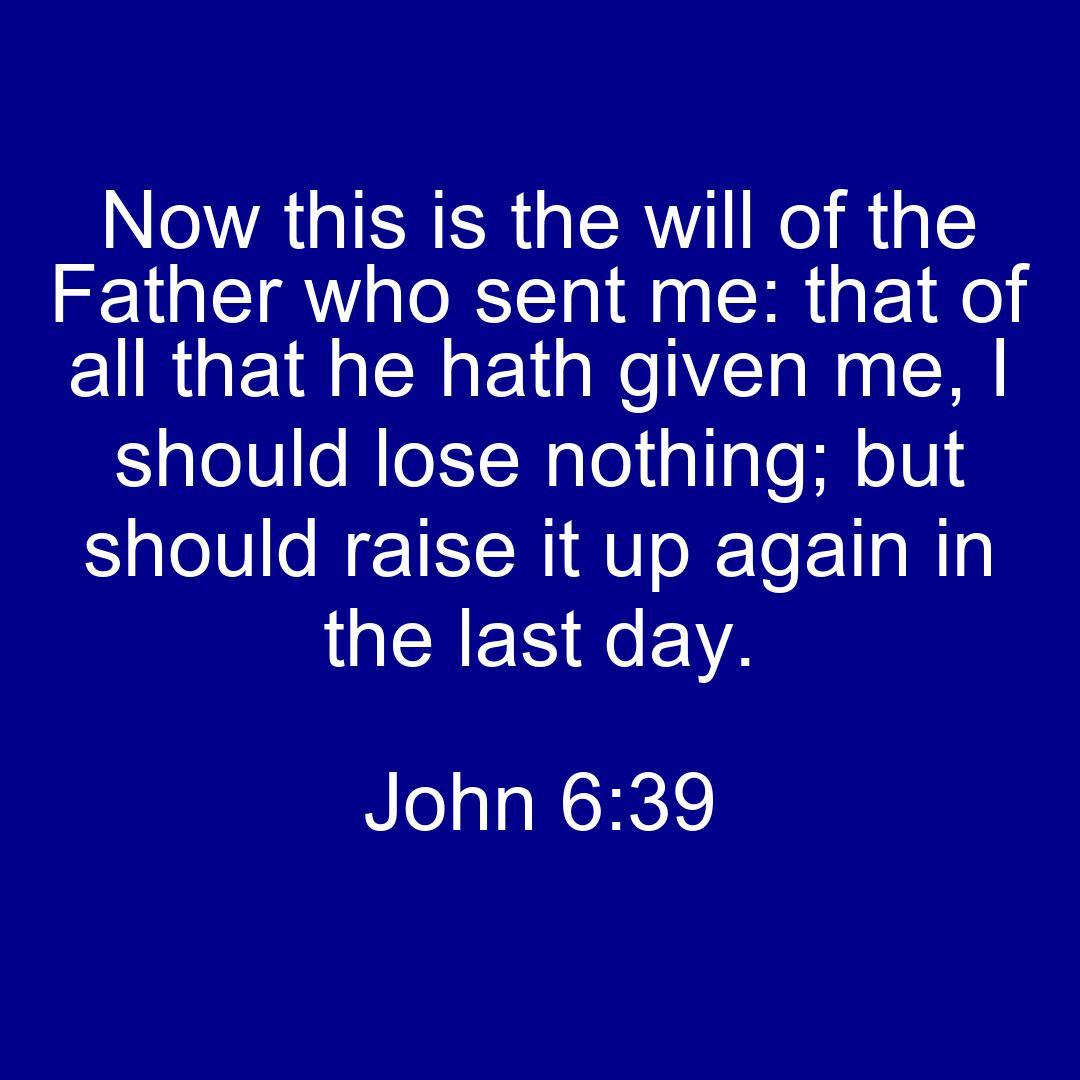 Now this is the will of the
Father who sent me: that of
all that he hath given me, I
should lose nothing; but
should raise it up again in
the last day.
John 6:39